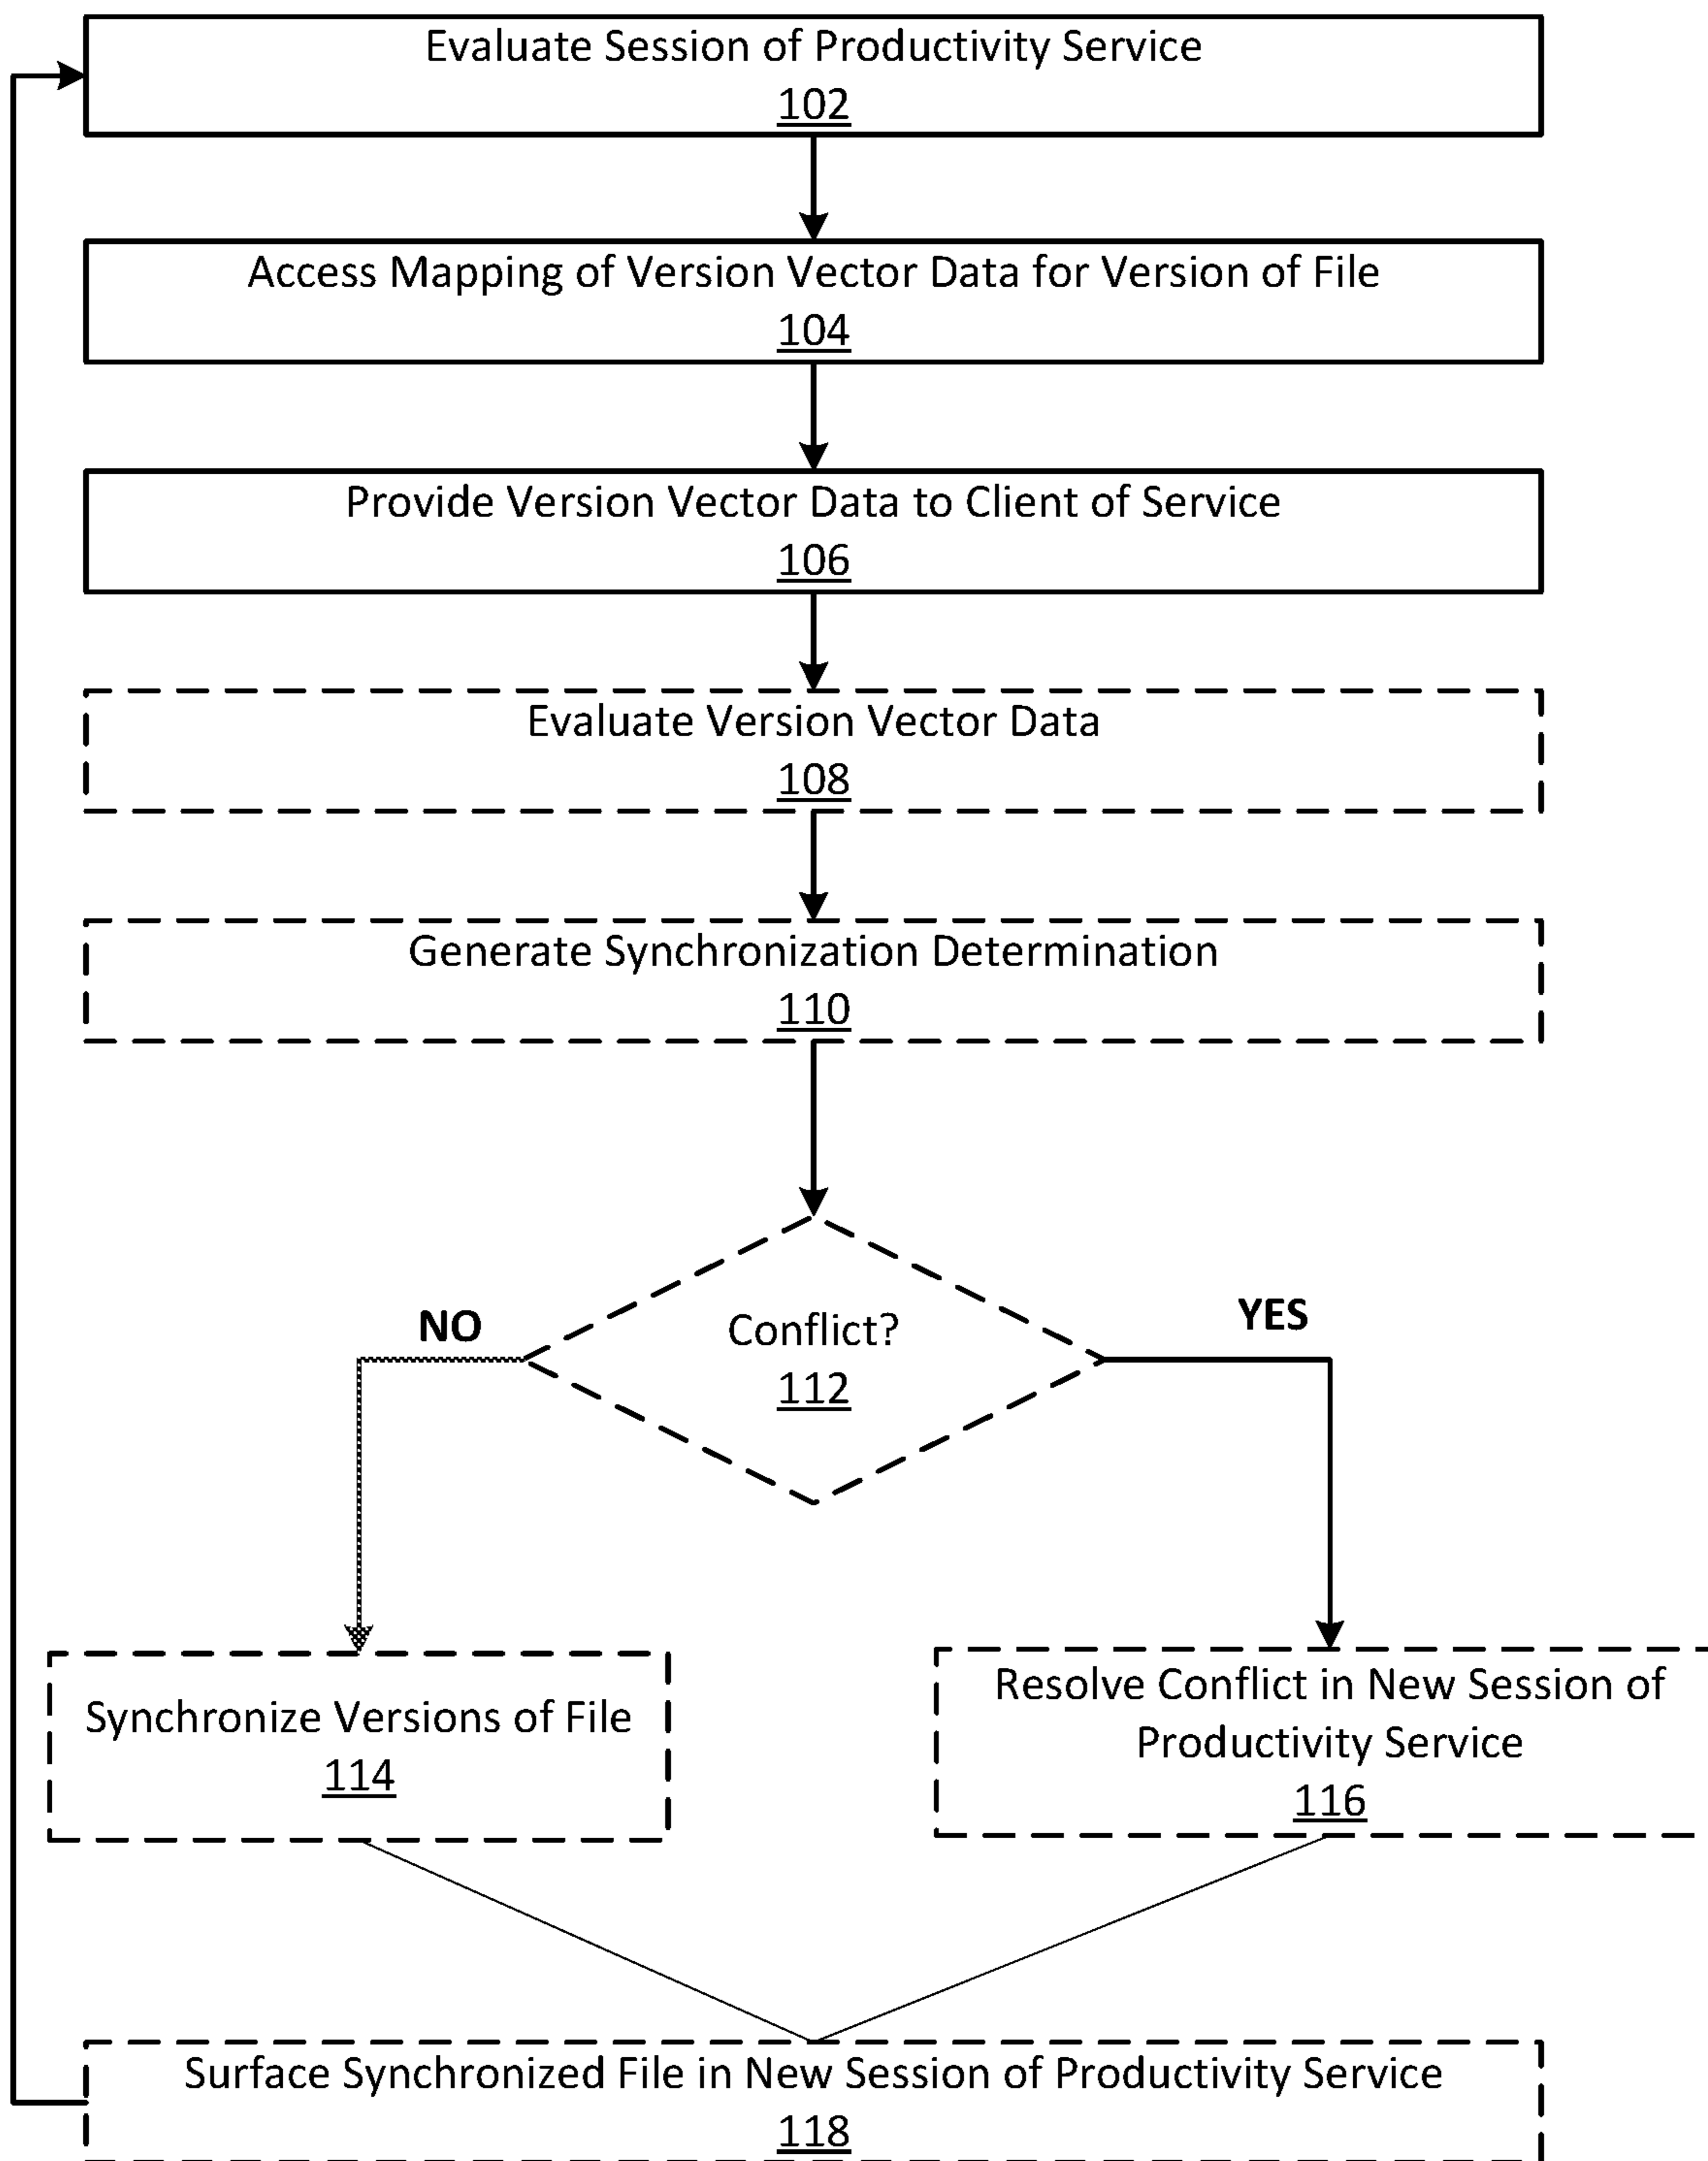 Evaluate Session of Productivity Service
102
Access Mapping of Version Vector Data for Version of File
104
Provide Version Vector Data to Client of Service
106
Evaluate Version Vector Data
108
Generate Synchronization Determination
110
NO
Conflict?
112
YES
Synchronize Versions of File
114
Resolve Conflict in New Session of
Productivity Service
116
Surface Synchronized File in New Session of Productivity Service
118